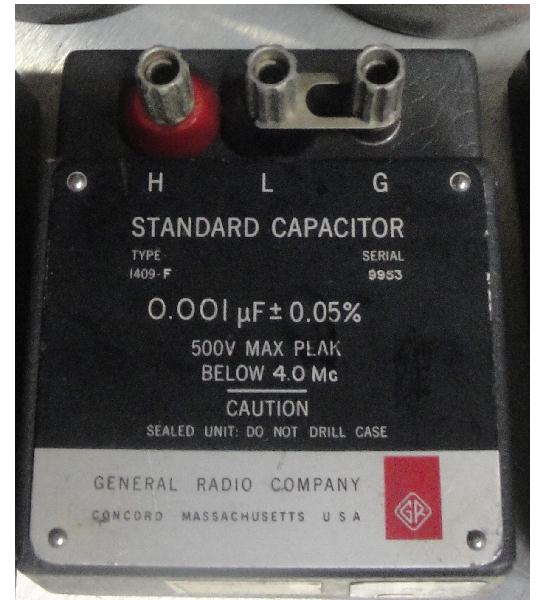 H L G
STANDARD CAPACITOR
TYPE SERIAL
1409-F 9953
0.001 µF ± 0.05%
500V MAX PEAK
BELOW 4.0 Mc
CAUTION
SEALED UNIT: DO NOT DRILL CASE
GENERAL RADIO COMPANY
CONCORD MASSACHUSETTS U S A
GR